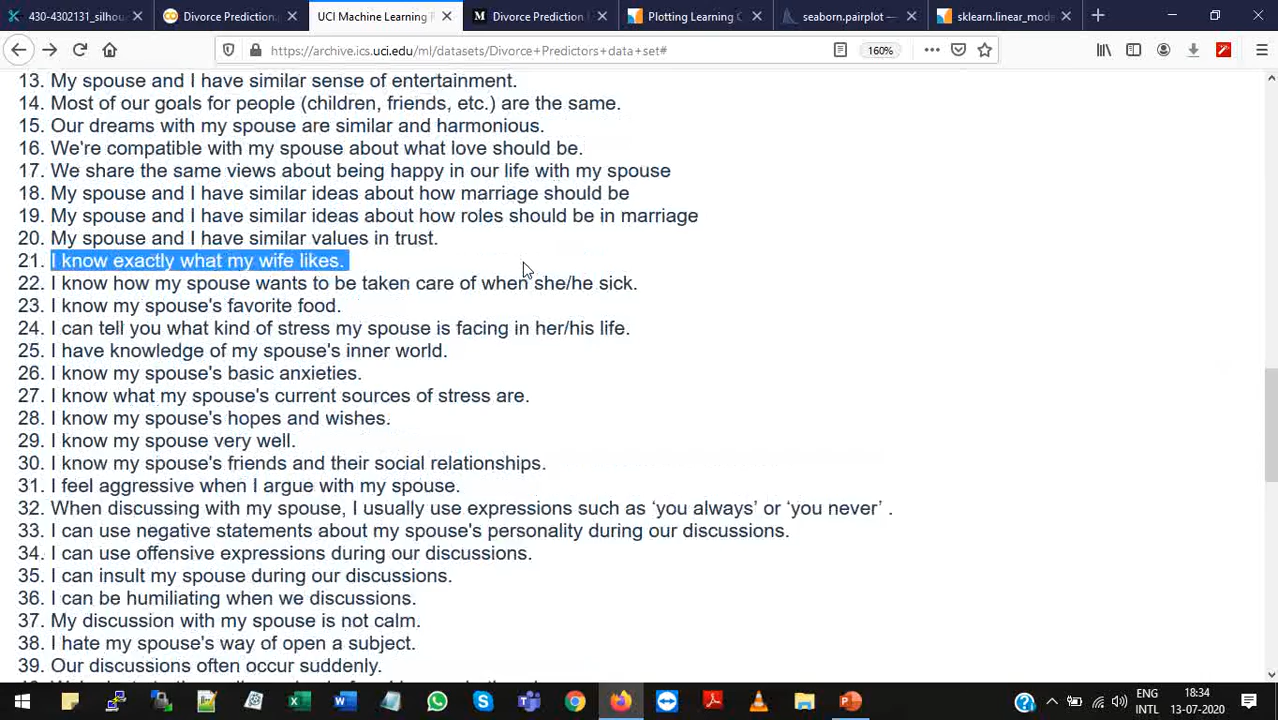 430-4302131_silhou
Divorce Prediction.
UCI Machine Learning F
Divorce Prediction
Plotting Learning C
seaborn.pairplot —
sklearn.linear_mode
https://archive.ics.uci.edu/ml/datasets/Divorce+Predictors+data+set#
160%
13. My spouse and I have similar sense of entertainment.
14. Most of our goals for people (children, friends, etc.) are the same.
15. Our dreams with my spouse are similar and harmonious.
16. We're compatible with my spouse about what love should be.
17. We share the same views about being happy in our life with my spouse
18. My spouse and I have similar ideas about how marriage should be
19. My spouse and I have similar ideas about how roles should be in marriage
20. My spouse and I have similar values in trust.
21. I know exactly what my wife likes.
22. I know how my spouse wants to be taken care of when she/he sick.
23. I know my spouse's favorite food.
24. I can tell you what kind of stress my spouse is facing in her/his life.
25. I have knowledge of my spouse's inner world.
26. I know my spouse's basic anxieties.
27. I know what my spouse's current sources of stress are.
28. I know my spouse's hopes and wishes.
29. I know my spouse very well.
30. I know my spouse's friends and their social relationships.
31. I feel aggressive when I argue with my spouse.
32. When discussing with my spouse, I usually use expressions such as ‘you always’ or ‘you never’ .
33. I can use negative statements about my spouse's personality during our discussions.
34. I can use offensive expressions during our discussions.
35. I can insult my spouse during our discussions.
36. I can be humiliating when we discussions.
37. My discussion with my spouse is not calm.
38. I hate my spouse's way of open a subject.
39. Our discussions often occur suddenly.
ENG
INTL
18:34
13-07-2020